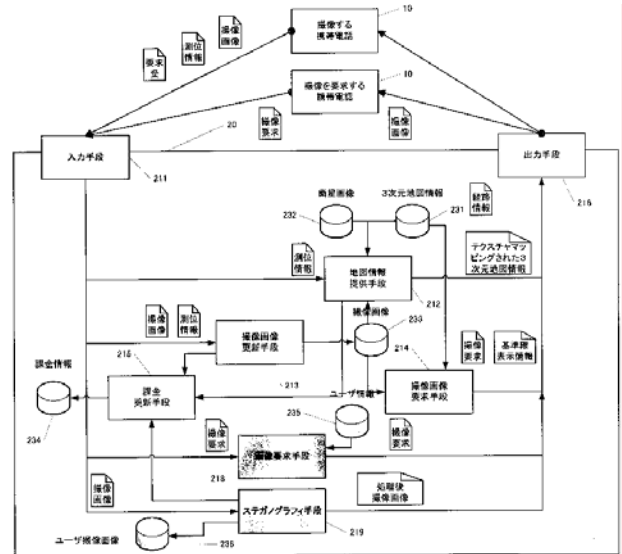 10
撮像する
携帯電話
撮像
画像
測位
情報
要求
受
10
撮像を要求する
携帯電話
撮像
要求
撮像
画像
20
入力手段
211
出力手段
216
衛星画像
232
3次元地図情報
231
経路
情報
測位
情報
地図情報
提供手段
212
テクスチャマッ
ピングされた3
次元地図情報
撮像画像
233
撮像
画像
測位
情報
撮像画像
更新手段
213
214
撮像
要求
基準線
表示情報
課金情報
234
215
課金
更新手段
撮像画像
要求手段
ユーザ情報
235
撮像
要求
撮像要求手段
218
撮像
要求
撮像
画像
ステガノグラフィ手段
219
処理後
撮像画像
ユーザ撮像画像
236